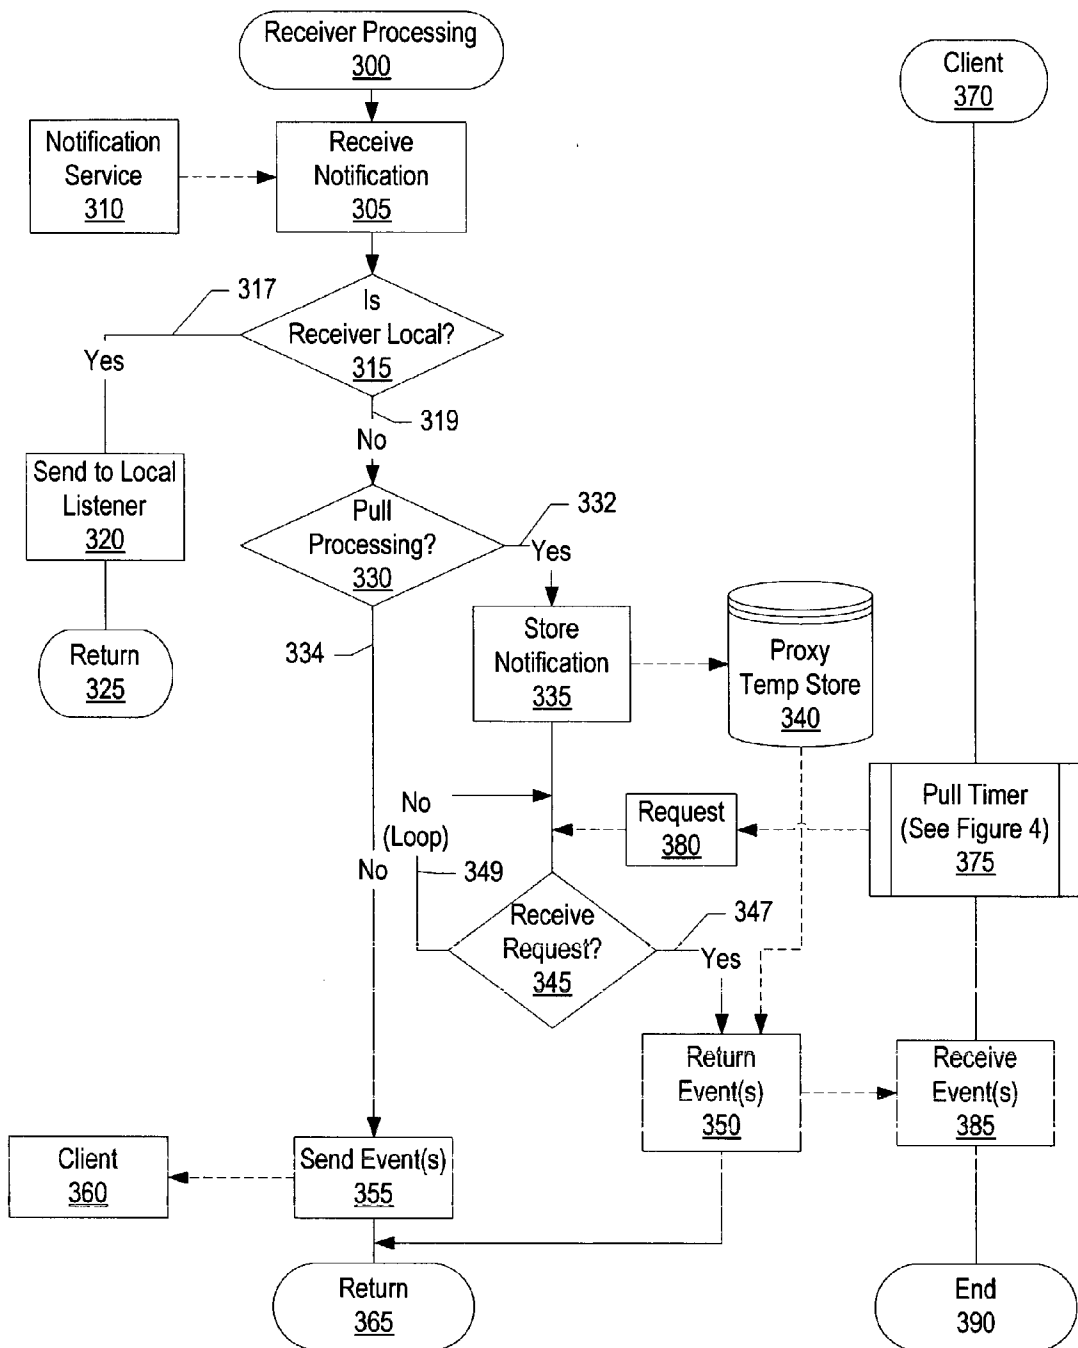 Receiver Processing
300
Client
370
Notification
Service
310
Receive
Notification
305
317
Is
Receiver Local?
315
Yes
319
No
Send to Local
Listener
320
Pull
Processing?
330
332
Yes
Return
325
334
Store
Notification
335
Proxy
Temp Store
340
No
(Loop)
349
No
Request
380
Pull Timer
(See Figure 4)
375
Receive
Request?
345
347
Yes
Return
Event(s)
350
Receive
Event(s)
385
Client
360
Send Event(s)
355
Return
365
End
390